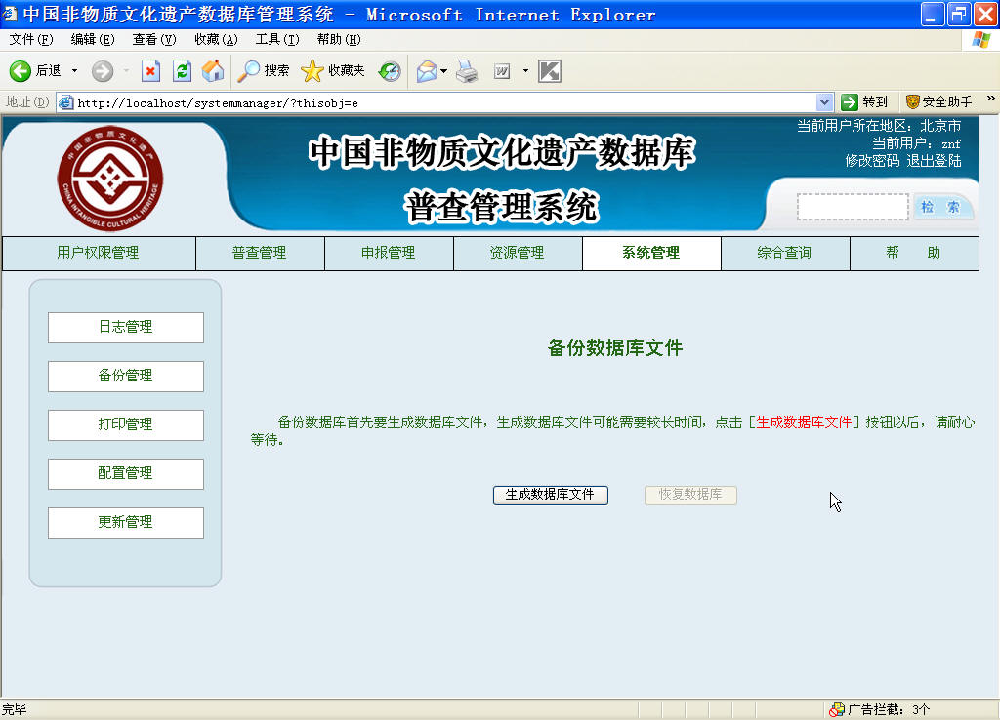 中国非物质文化遗产数据库管理系统 - Microsoft Internet Explorer
文件(F) 编辑(E) 查看(V) 收藏(A) 工具(T) 帮助(H)
后退 搜索 收藏夹
地址(D) http://localhost/systemmanager/?thisobj=e 转到 安全助手 »
中国非物质文化遗产
CHINA INTANGIBLE CULTURAL HERITAGE
中国非物质文化遗产数据库
普查管理系统
当前用户所在地区: 北京市
当前用户: znf
修改密码 退出登陆
检 索
用户权限管理 普查管理 申报管理 资源管理 系统管理 综合查询 帮 助
日志管理
备份管理
打印管理
配置管理
更新管理
备份数据库文件
备份数据库首先要生成数据库文件，生成数据库文件可能需要较长时间，点击［生成数据库文件］按钮以后，请耐心
等待。
生成数据库文件 恢复数据库
完毕 广告拦截: 3个